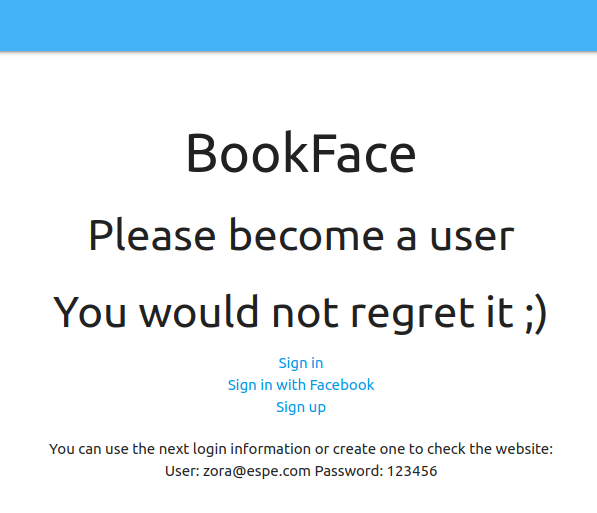 BookFace
Please become a user
You would not regret it ;)
Sign in
Sign in with Facebook
Sign up
You can use the next login information or create one to check the website:
User: zora@espe.com Password: 123456